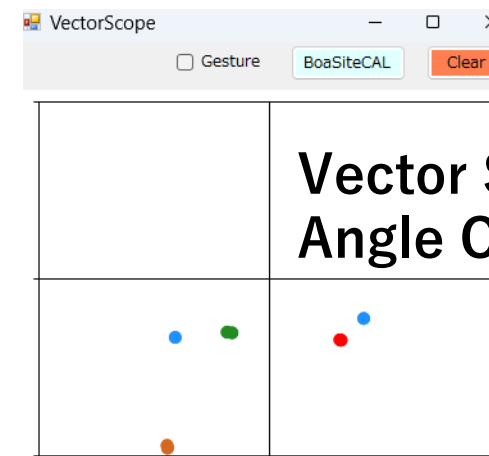 VectorScope
Gesture
BoaSiteCAL
Clear
Vector
Angle